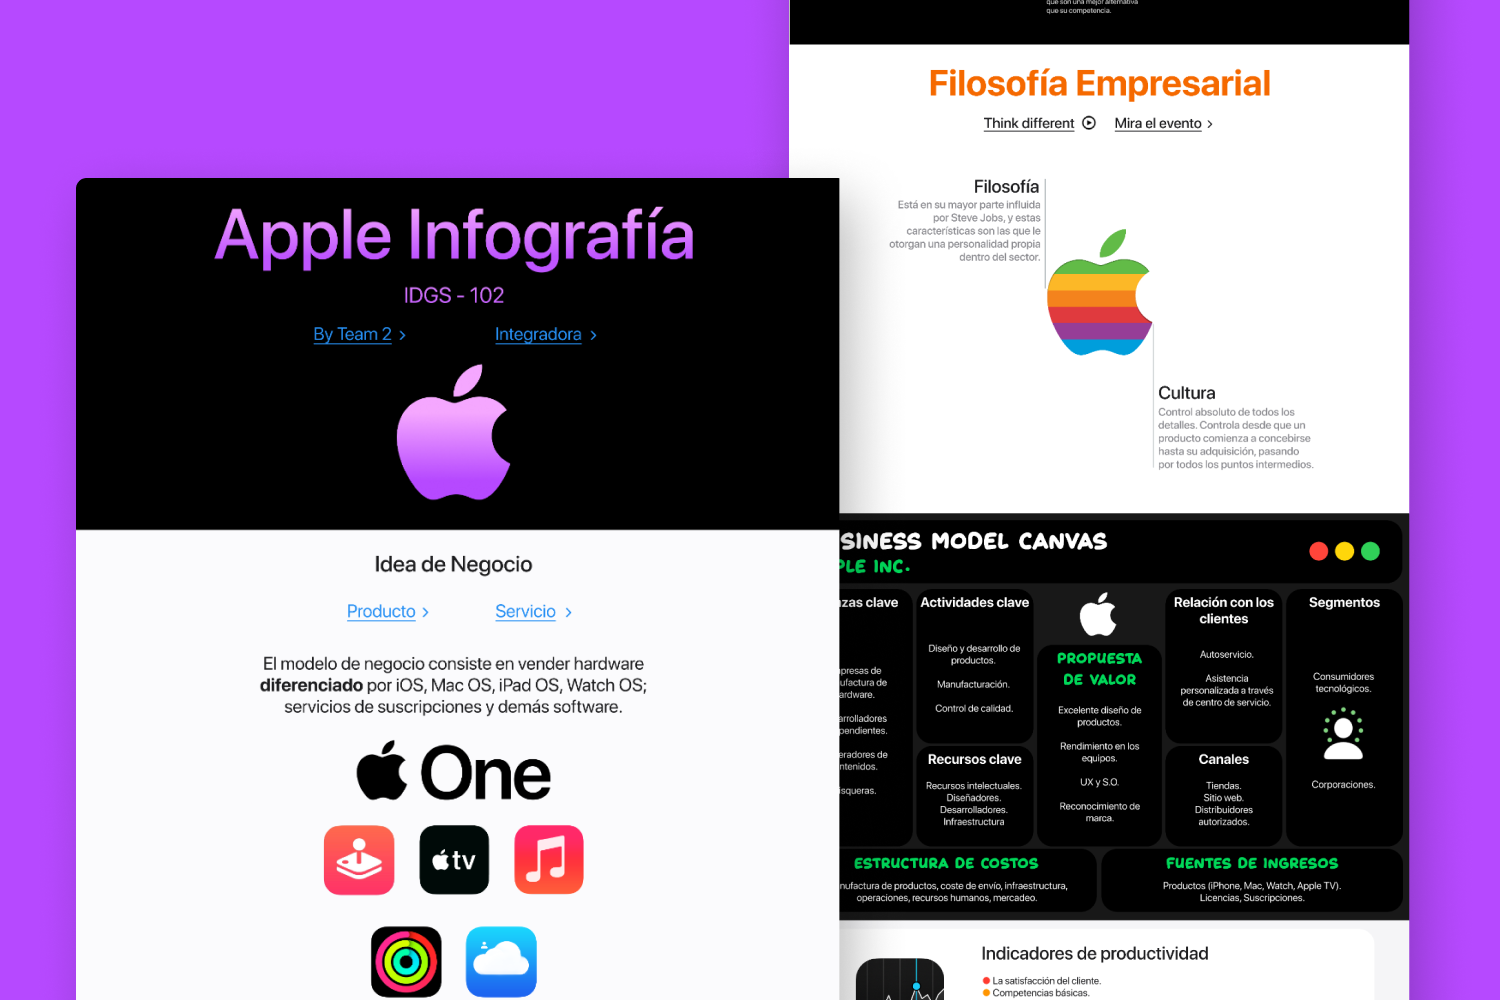 Apple Infografía
IDGS - 102
By Team 2 >
Integradora >
Idea de Negocio
Producto >
Servicio >
El modelo de negocio consiste en vender hardware
diferenciado por iOS, Mac OS, iPad OS, Watch OS;
servicios de suscripciones y demás software.
One
tv
que son una mejor alternativa
que su competencia.
Filosofía Empresarial
Think different
Mira el evento >
Filosofía
Está en su mayor parte influida
por Steve Jobs, y estas
características son las que le
otorgan una personalidad propia
dentro del sector.
Cultura
Control absoluto de todos los
detalles. Controla desde que un
producto comienza a concebirse
hasta su adquisición, pasando
por todos los puntos intermedios.
SINESS MODEL CANVAS
PLE INC.
zas clave
presas de
ufactura de
ardware.
arrolladores
pendientes.
eradores de
ntenidos.
isqueras.
Actividades clave
Diseño y desarrollo de
productos.
Manufacturación.
Control de calidad.
Recursos clave
Recursos intelectuales.
Diseñadores.
Desarrolladores.
Infraestructura
PROPUESTA
DE VALOR
Excelente diseño de
productos.
Rendimiento en los
equipos.
UX y S.O.
Reconocimiento de
marca.
Relación con los
clientes
Autoservicio.
Asistencia
personalizada a través
de centro de servicio.
Canales
Tiendas.
Sitio web.
Distribuidores
autorizados.
Segmentos
Consumidores
tecnológicos.
Corporaciones.
ESTRUCTURA DE COSTOS
nufactura de productos, coste de envío, infraestructura,
operaciones, recursos humanos, mercadeo.
FUENTES DE INGRESOS
Productos (iPhone, Mac, Watch, Apple TV).
Licencias, Suscripciones.
Indicadores de productividad
La satisfacción del cliente.
Competencias básicas.